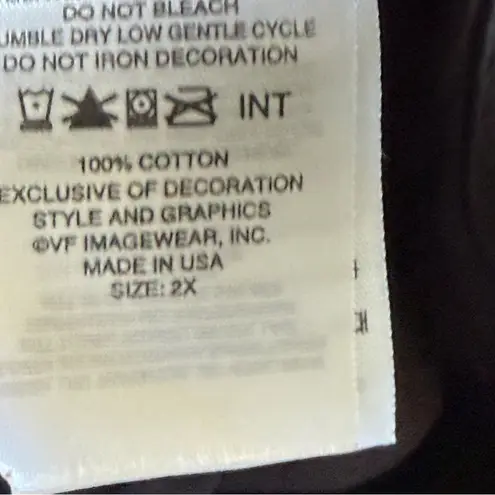 DO NOT BLEACH
UMBLE DRY LOW GENTLE CYCLE
DO NOT IRON DECORATION
INT
100% COTTON
EXCLUSIVE OF DECORATION
STYLE AND GRAPHICS
©VF IMAGEWEAR, INC.
MADE IN USA
SIZE: 2X